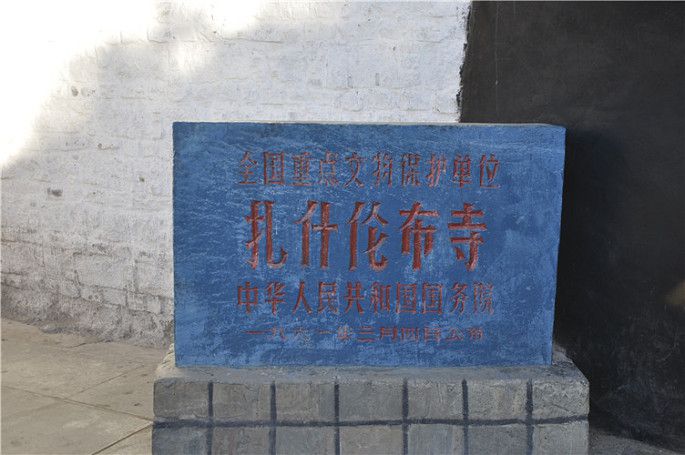 全国重点文物保护单位
扎什伦布寺
中华人民共和国国务院
一九六一年三月四日公布